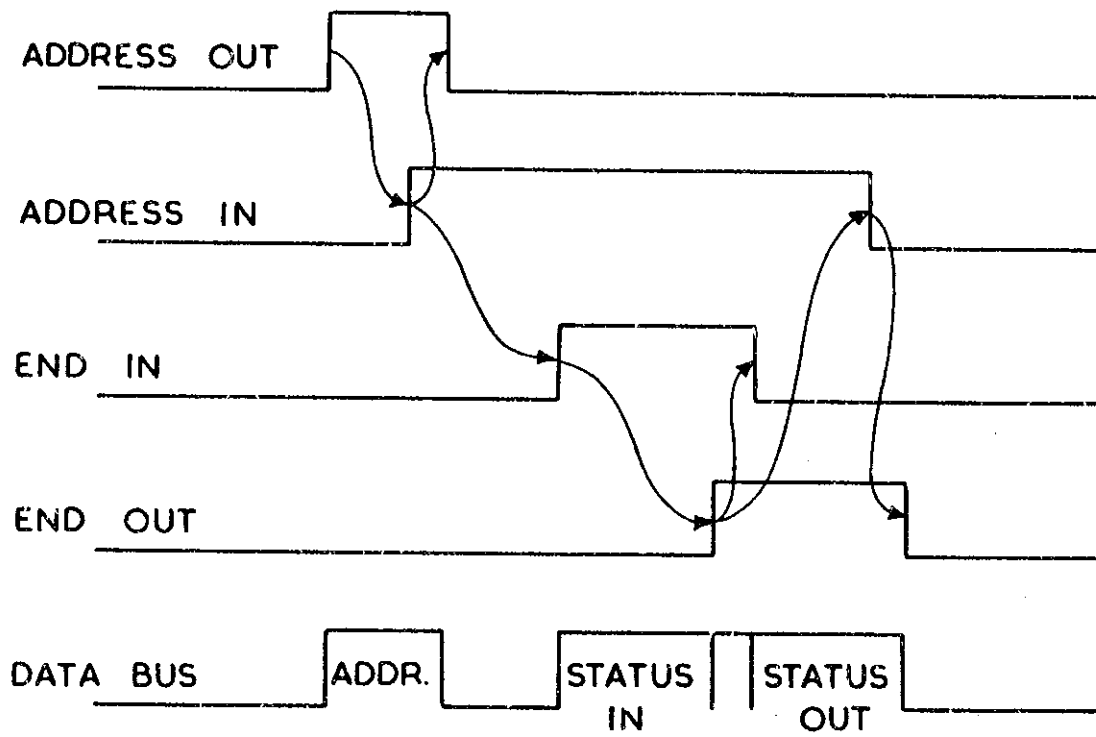 ADDRESS OUT
ADDRESS IN
END IN
END OUT
DATA BUS
ADDR.
STATUS
IN
STATUS
OUT